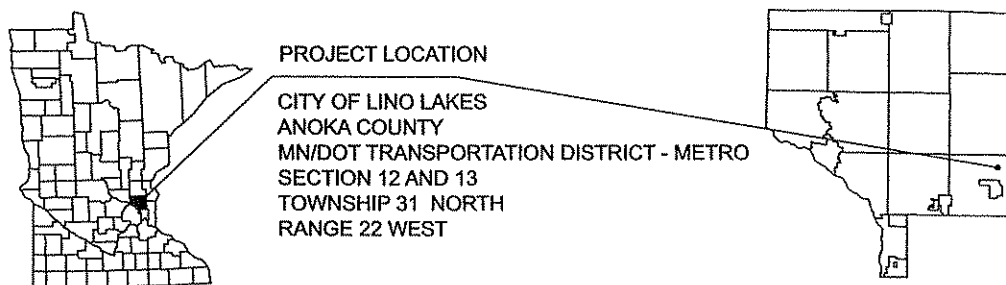 PROJECT LOCATION
CITY OF LINO LAKES
ANOKA COUNTY
MN/DOT TRANSPORTATION DISTRICT - METRO
SECTION 12 AND 13
TOWNSHIP 31 NORTH
RANGE 22 WEST